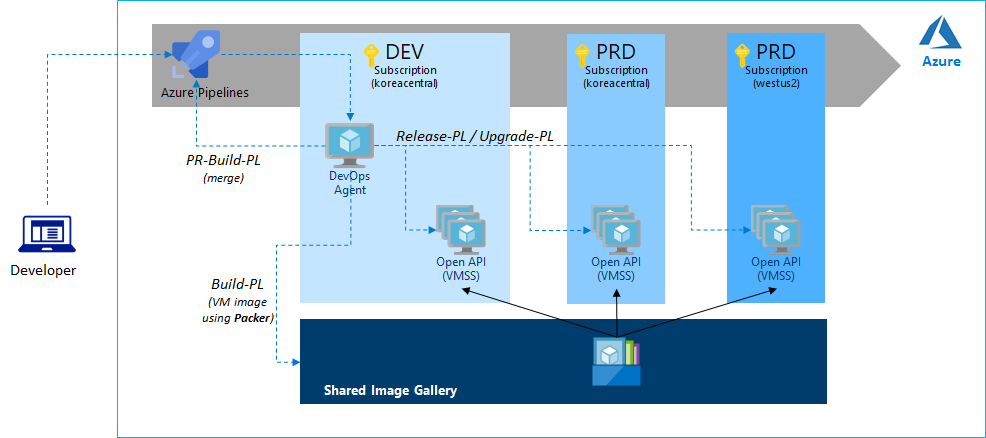 Azure
DEV
Subscription
(koreacentral)
PRD
Subscription
(koreacentral)
PRD
Subscription
(westus2)
Azure Pipelines
Release-PL / Upgrade-PL
PR-Build-PL
(merge)
DevOps
Agent
Developer
Open API
(VMSS)
Open API
(VMSS)
Open API
(VMSS)
Build-PL
(VM image
using Packer)
Shared Image Gallery